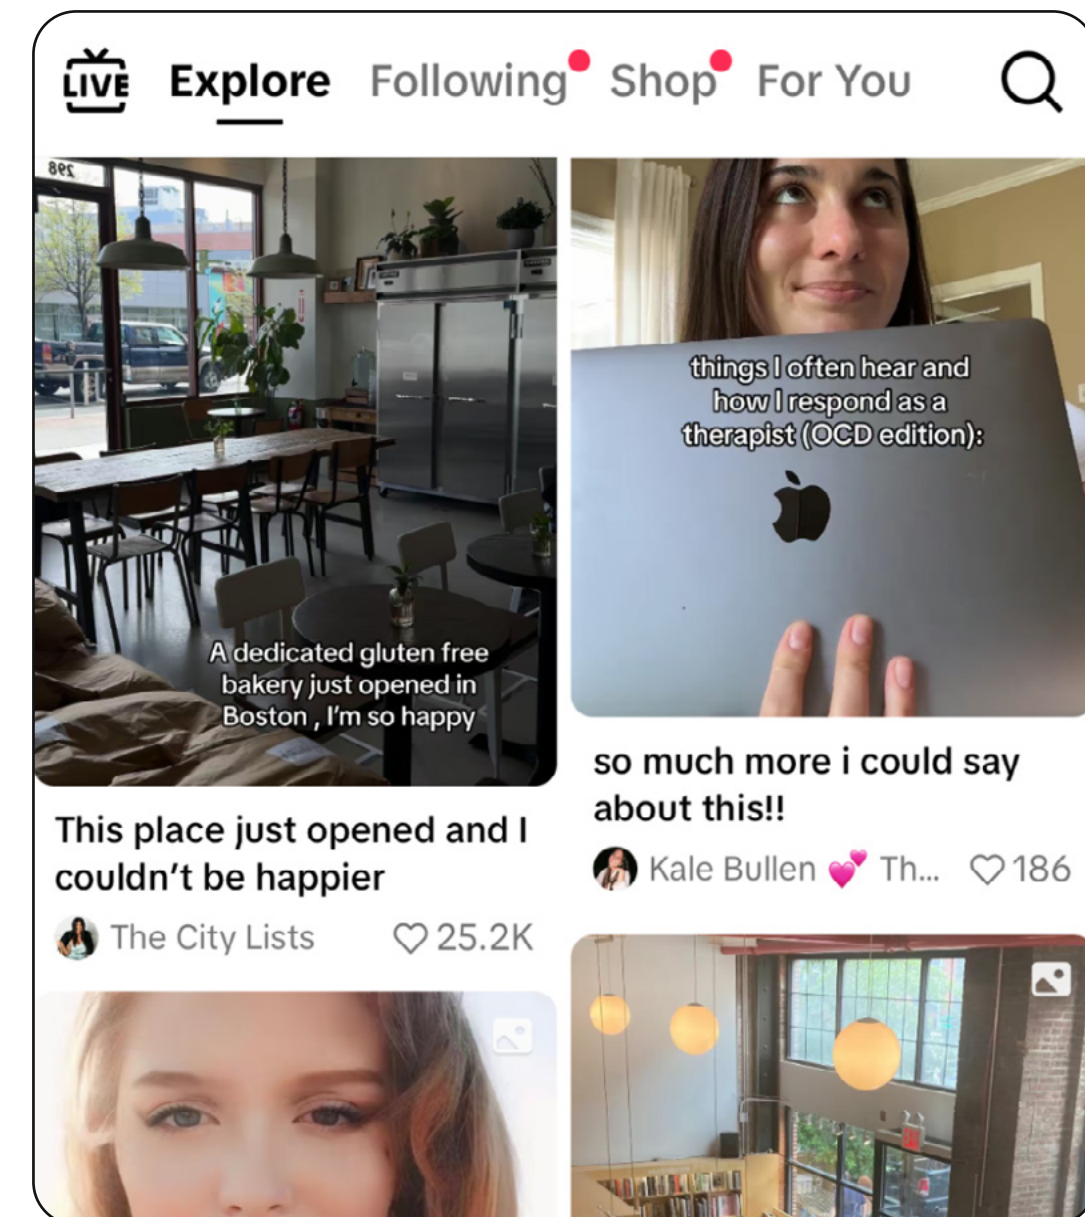 LIVE Explore Following Shop For You
298
A dedicated gluten free
bakery just opened in
Boston , I'm so happy
This place just opened and I
couldn't be happier
The City Lists 25.2K
things I often hear and
how I respond as a
therapist (OCD edition):
so much more i could say
about this!!
Kale Bullen 💕 Th... 186